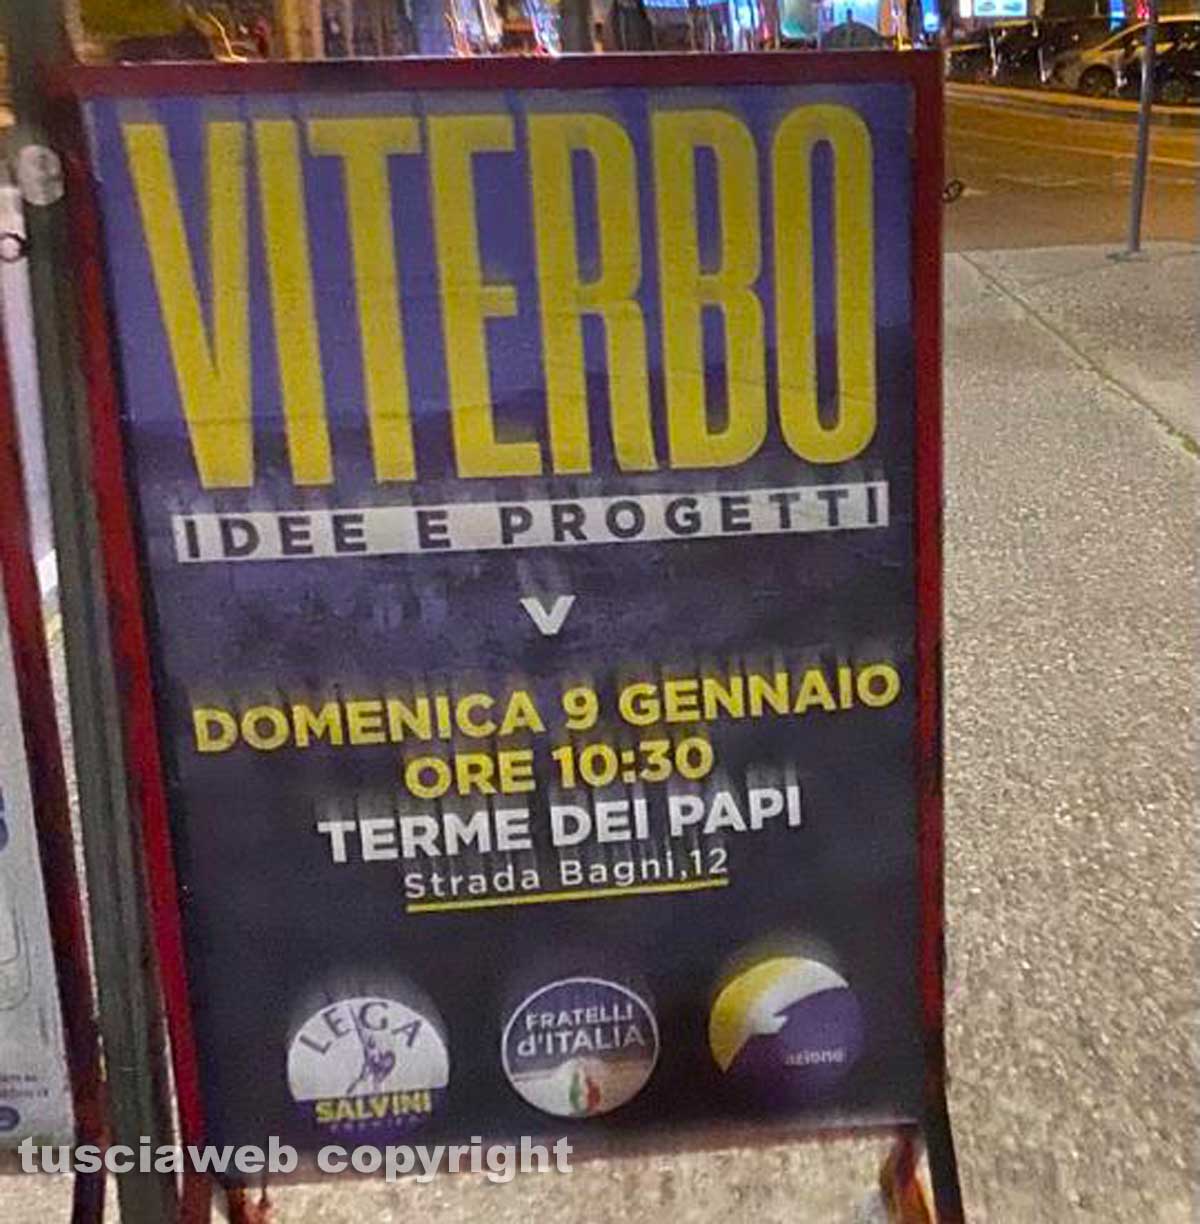 VITERBO
IDEE E PROGETTI
DOMENICA 9 GENNAIO
ORE 10:30
TERME DEI PAPI
Strada Bagni,12
LEGA
SALVINI
FRATELLI
d'ITALIA
azione
tusciaweb copyright